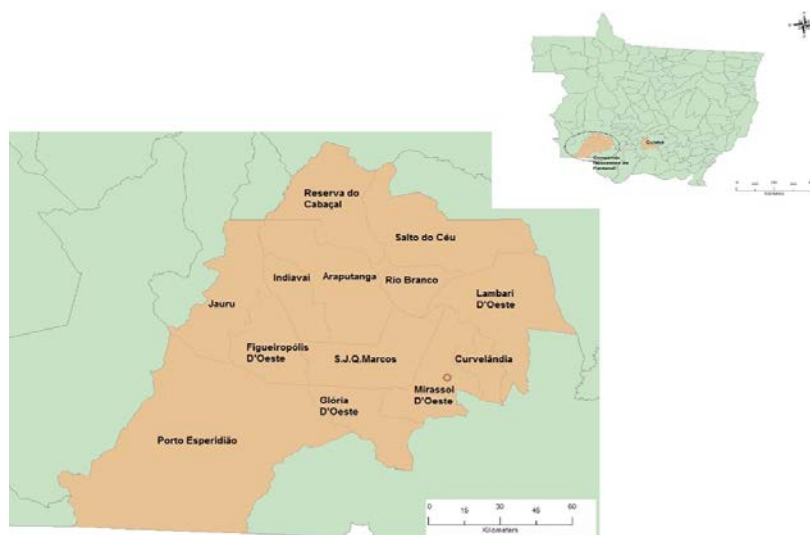 Cuiabá
Reserva do
Cabaçal
Salto do Céu
Indiavaí
Araputanga
Rio Branco
Lambari
D'Oeste
Jauru
Figueirópolis
D'Oeste
S.J.Q.Marcos
Curvelândia
Mirassol
D'Oeste
Glória
D'Oeste
Porto Esperidião
0 15 30 45 60
Kilometers